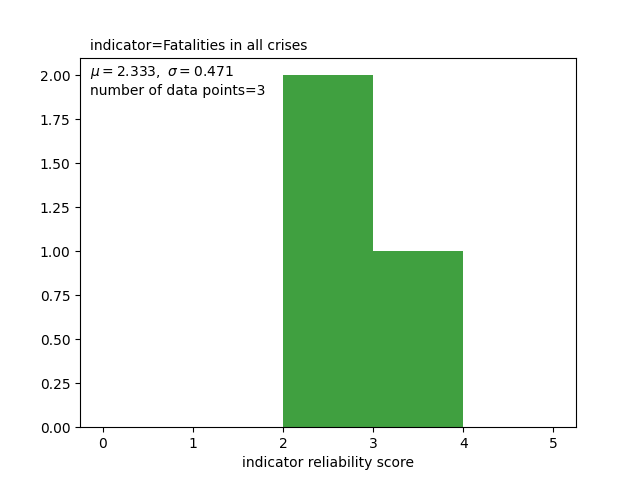 indicator=Fatalities in all crises
μ = 2.333, σ = 0.471
number of data points=3
2.00
1.75
1.50
1.25
1.00
0.75
0.50
0.25
0.00
0 1 2 3 4 5
indicator reliability score